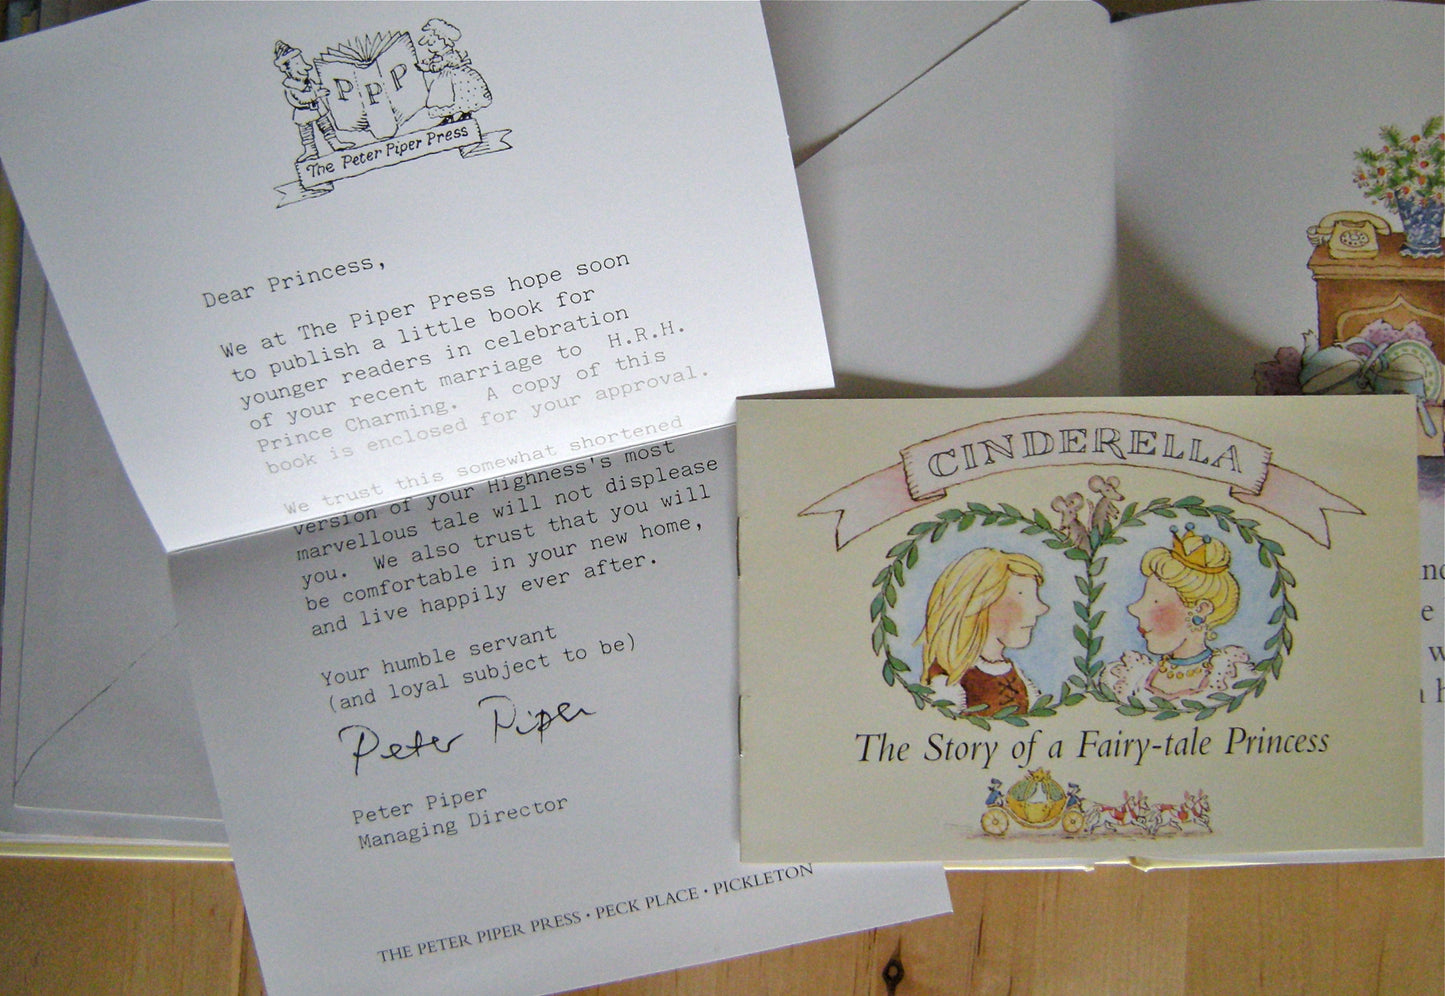 P P P
The Peter Piper Press
Dear Princess,
We at The Piper Press hope soon
to publish a little book for
younger readers in celebration
of your recent marriage to H.R.H.
Prince Charming. A copy of this
book is enclosed for your approval.
We trust this somewhat shortened
version of your Highness's most
marvellous tale will not displease
you. We also trust that you will
be comfortable in your new home,
and live happily ever after.
Your humble servant
(and loyal subject to be)
Peter Piper
Peter Piper
Managing Director
THE PETER PIPER PRESS · PECK PLACE · PICKLETON
CINDERELLA
The Story of a Fairy-tale Princess